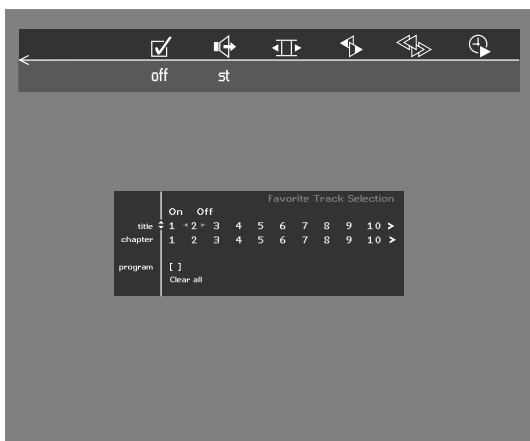 off st
Favorite Track Selection
On Off
title 1 2 3 4 5 6 7 8 9 10 >
chapter 1 2 3 4 5 6 7 8 9 10 >
program [ ]
Clear all